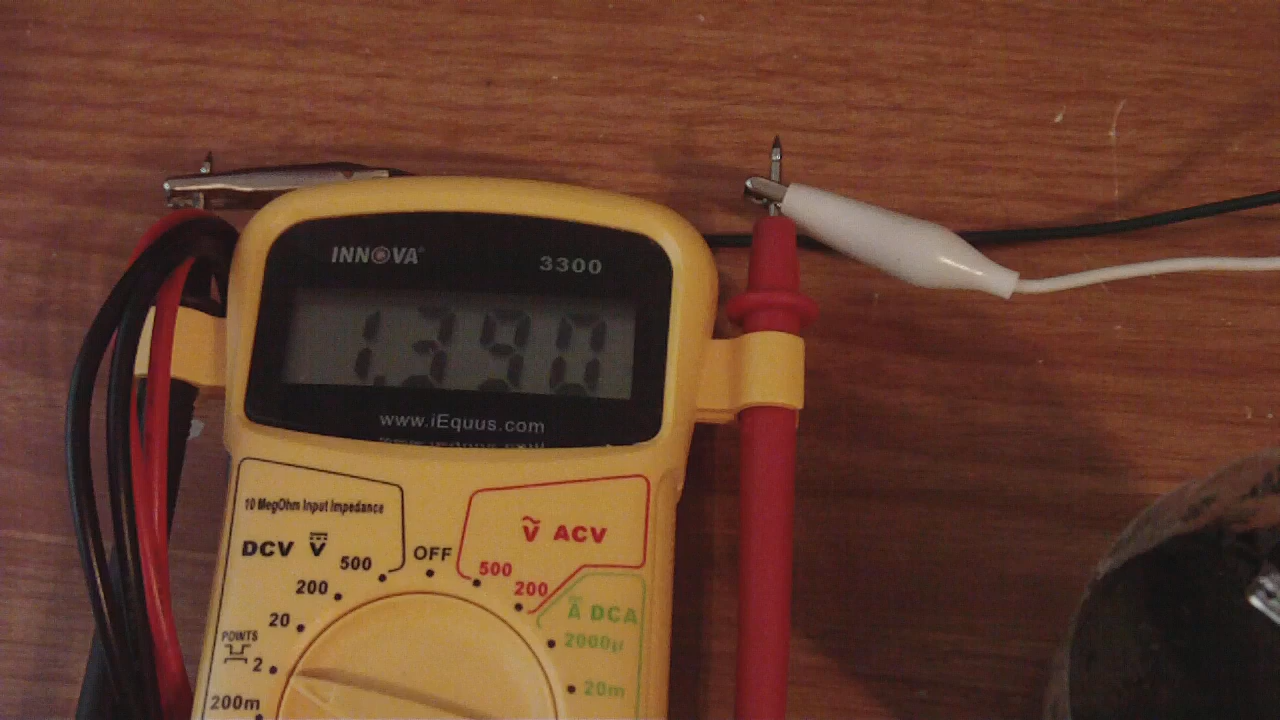 INNOVA®
3300
1.390
www.iEquus.com
10 MegOhm Input Impedance
DCV V
OFF
V ACV
500
200
20
POINTS
2
200m
500
200
A DCA
2000µ
20m